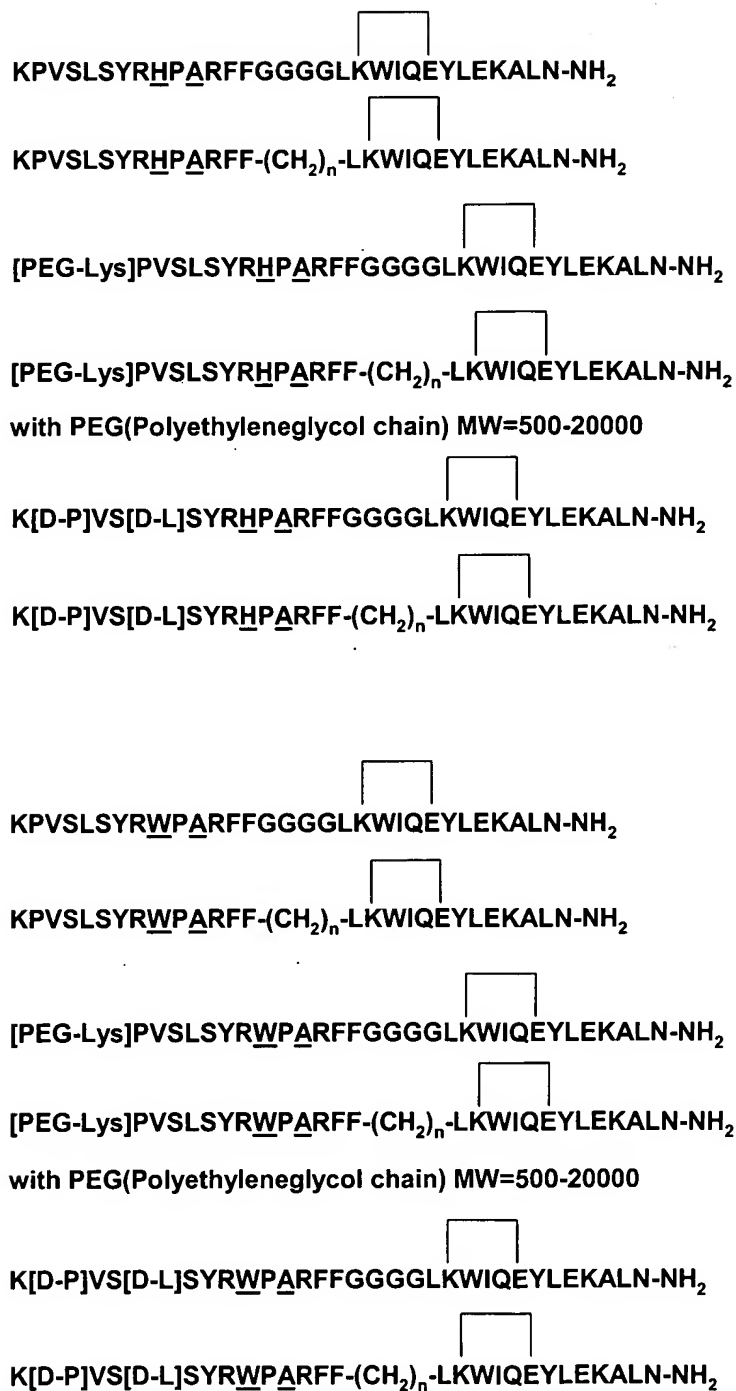 KPVSLSYRHPARFFGGGGLKWIQEYLEKALN-NH2
KPVSLSYRHPARFF-(CH2)n-LKWIQEYLEKALN-NH2
[PEG-Lys]PVSLSYRHPARFFGGGGLKWIQEYLEKALN-NH2
[PEG-Lys]PVSLSYRHPARFF-(CH2)n-LKWIQEYLEKALN-NH2
with PEG(Polyethyleneglycol chain) MW=500-20000
K[D-P]VS[D-L]SYRHPARFFGGGGLKWIQEYLEKALN-NH2
K[D-P]VS[D-L]SYRHPARFF-(CH2)n-LKWIQEYLEKALN-NH2
KPVSLSYRWPARFFGGGGLKWIQEYLEKALN-NH2
KPVSLSYRWPARFF-(CH2)n-LKWIQEYLEKALN-NH2
[PEG-Lys]PVSLSYRWPARFFGGGGLKWIQEYLEKALN-NH2
[PEG-Lys]PVSLSYRWPARFF-(CH2)n-LKWIQEYLEKALN-NH2
with PEG(Polyethyleneglycol chain) MW=500-20000
K[D-P]VS[D-L]SYRWPARFFGGGGLKWIQEYLEKALN-NH2
K[D-P]VS[D-L]SYRWPARFF-(CH2)n-LKWIQEYLEKALN-NH2